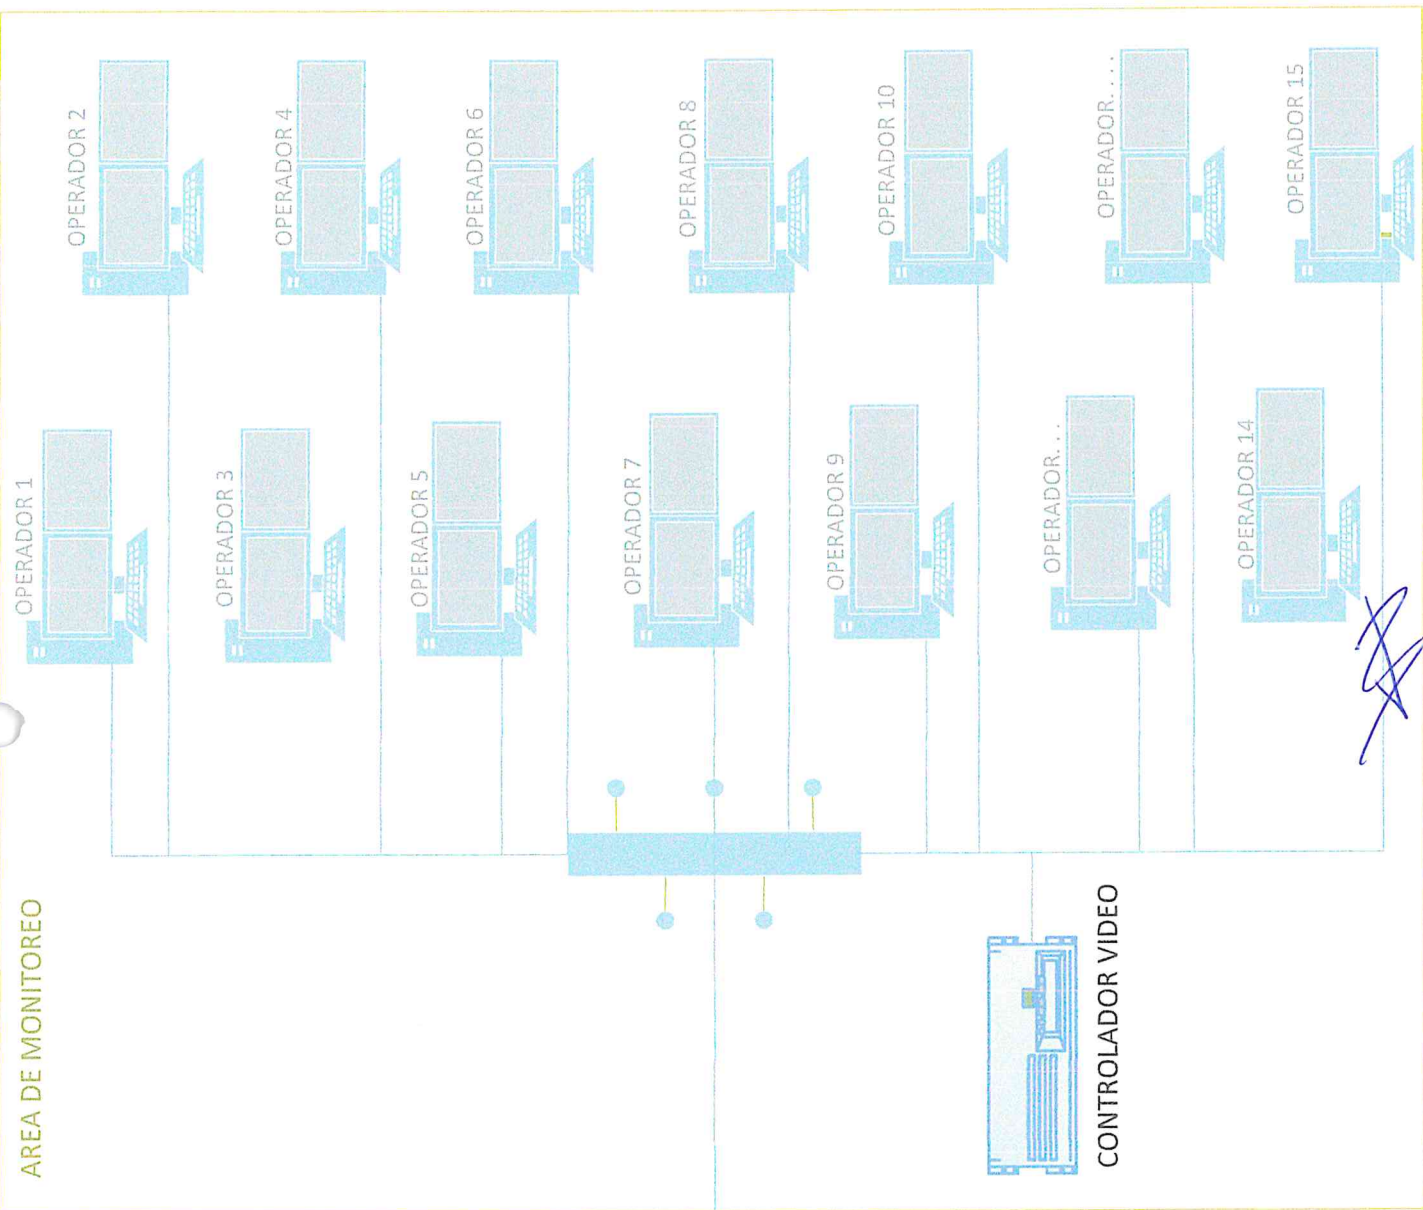 AREA DE MONITOREO
OPERADOR 1
OPERADOR 2
OPERADOR 3
OPERADOR 4
OPERADOR 5
OPERADOR 6
OPERADOR 7
OPERADOR 8
OPERADOR 9
OPERADOR 10
OPERADOR. . .
OPERADOR. . . .
OPERADOR 14
OPERADOR 15
CONTROLADOR VIDEO